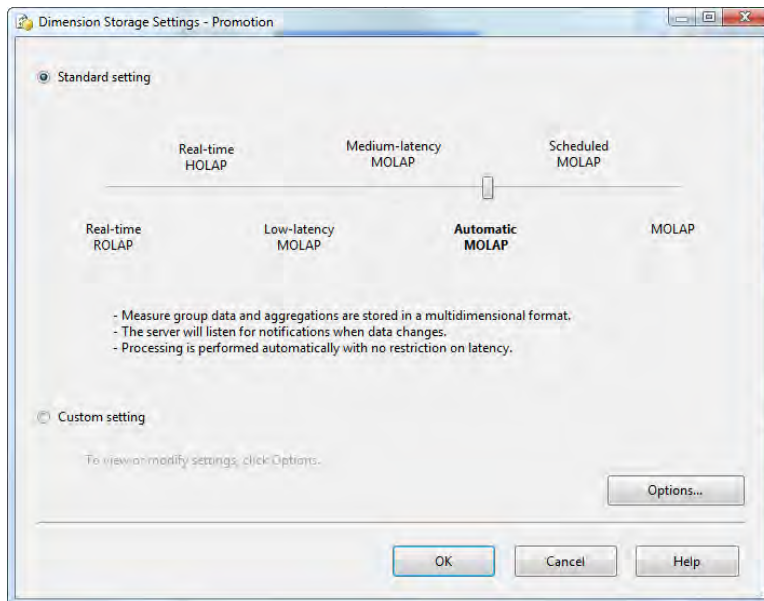 Dimension Storage Settings - Promotion
Standard setting
Real-time
HOLAP
Medium-latency
MOLAP
Scheduled
MOLAP
Real-time
ROLAP
Low-latency
MOLAP
Automatic
MOLAP
MOLAP
- Measure group data and aggregations are stored in a multidimensional format.
- The server will listen for notifications when data changes.
- Processing is performed automatically with no restriction on latency.
Custom setting
To view or modify settings, click Options.
Options...
OK
Cancel
Help